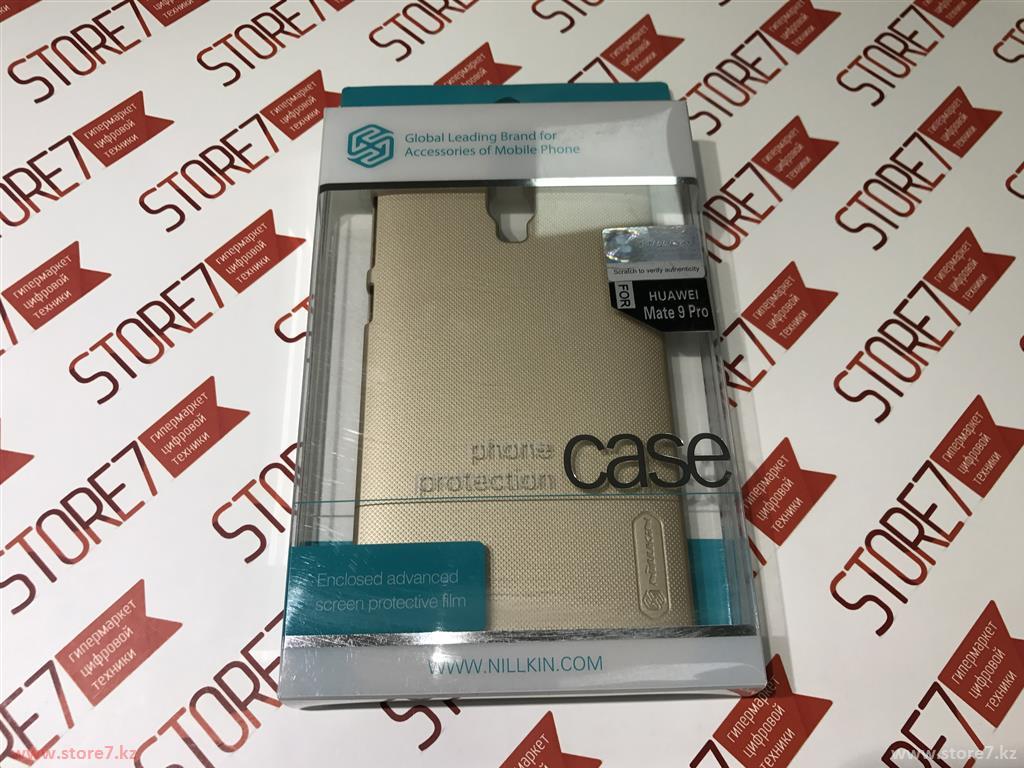 Global Leading Brand for
Accessories of Mobile Phone
Scratch to verify authenticity
FOR
HUAWEI
Mate 9 Pro
phone
protection
case
NILLKIN
Enclosed advanced
screen protective film
WWW.NILLKIN.COM
STORE7
гипермаркет
цифровой
техники
www.store7.kz
www.store7.kz